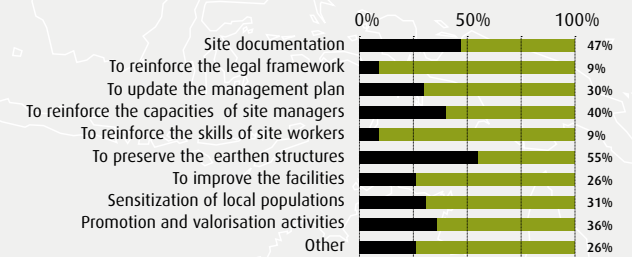 0% 50% 100%
Site documentation 47%
To reinforce the legal framework 9%
To update the management plan 30%
To reinforce the capacities of site managers 40%
To reinforce the skills of site workers 9%
To preserve the earthen structures 55%
To improve the facilities 26%
Sensitization of local populations 31%
Promotion and valorisation activities 36%
Other 26%